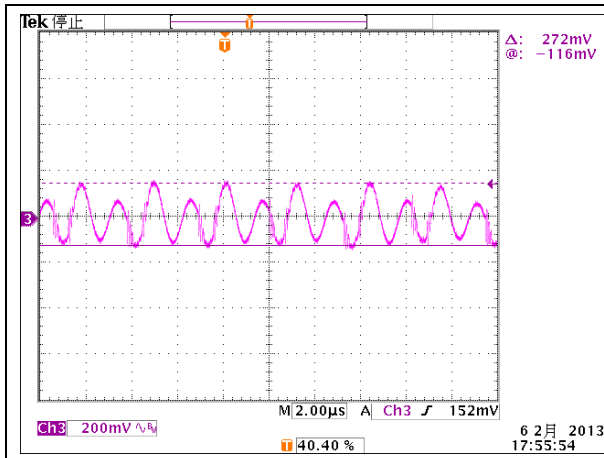 Tek 停止
T
T
Δ: 272mV
@: -116mV
3
M 2.00µs A Ch3 152mV
Ch3 200mV
T 40.40 %
6 2月 2013
17:55:54